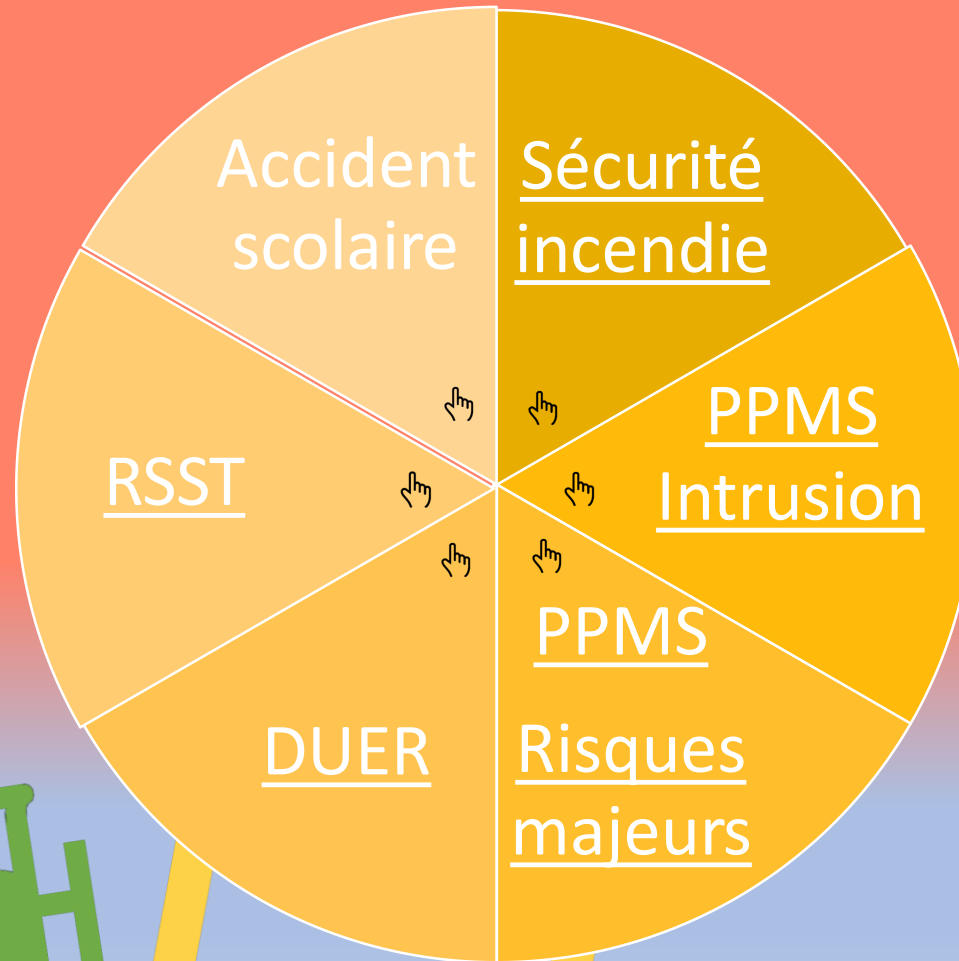 Accident
scolaire
Sécurité
incendie
PPMS
Intrusion
RSST
PPMS
Risques
majeurs
DUER